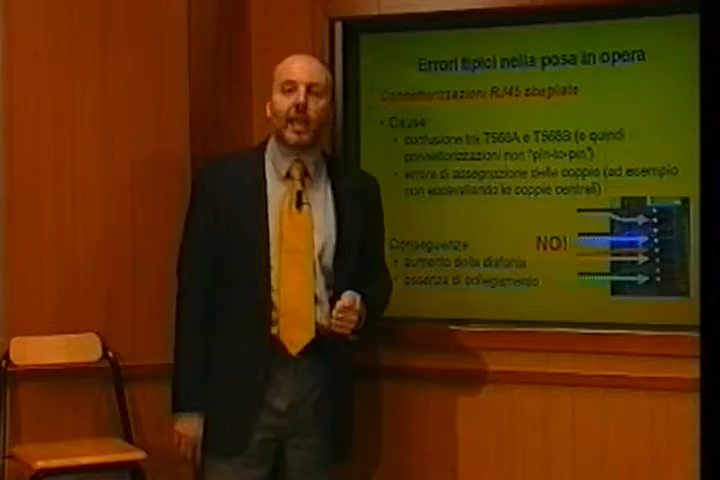 Errori tipici nella posa in opera
Connettorizzazioni RJ45 sbagliate
• Cause:
• confusione tra T568A e T568B (e quindi
connettorizzazioni non "pin-to-pin")
• errore di assegnazione delle coppie (ad esempio
non scavallando le coppie centrali)
Conseguenze:
NO!
• aumento della diafonia
• assenza di collegamento